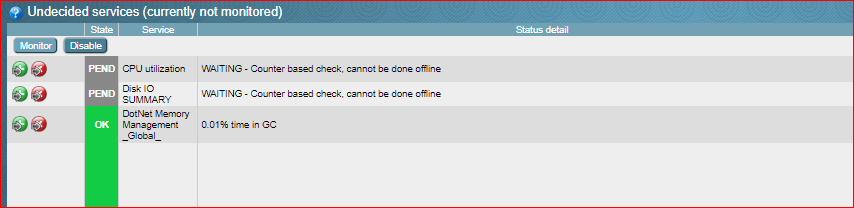 Undecided services (currently not monitored)
State Service Status detail
Monitor Disable
PEND CPU utilization WAITING - Counter based check, cannot be done offline
PEND Disk IO SUMMARY WAITING - Counter based check, cannot be done offline
OK DotNet Memory Management _Global_ 0.01% time in GC